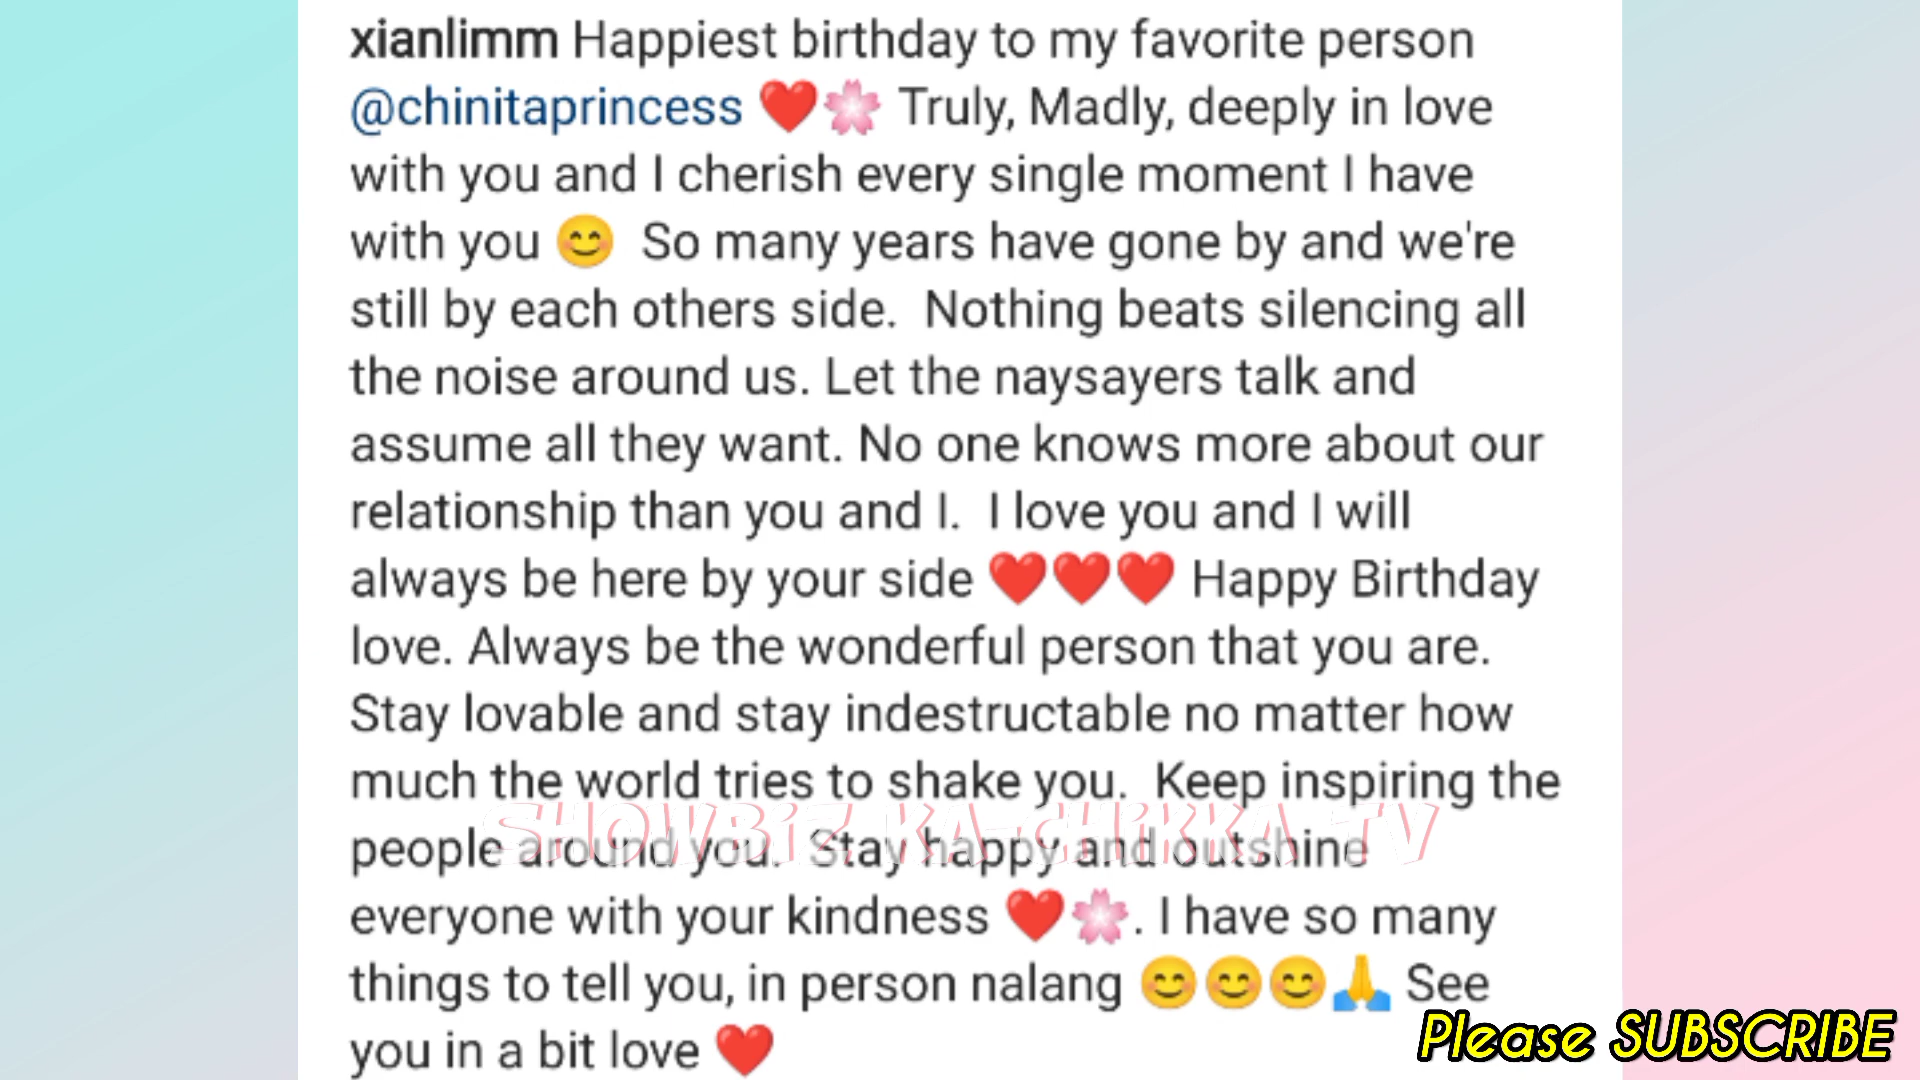 xianlimm Happiest birthday to my favorite person
@chinitaprincess ❤️🌸 Truly, Madly, deeply in love
with you and I cherish every single moment I have
with you 😊 So many years have gone by and we're
still by each others side. Nothing beats silencing all
the noise around us. Let the naysayers talk and
assume all they want. No one knows more about our
relationship than you and I. I love you and I will
always be here by your side ❤️❤️❤️ Happy Birthday
love. Always be the wonderful person that you are.
Stay lovable and stay indestructable no matter how
much the world tries to shake you. Keep inspiring the
SHOWBIZ KA-CHIKKA TV
people around you. Stay happy and outshine
everyone with your kindness ❤️🌸. I have so many
things to tell you, in person nalang 😊😊😊🙏 See
you in a bit love ❤️
Please SUBSCRIBE